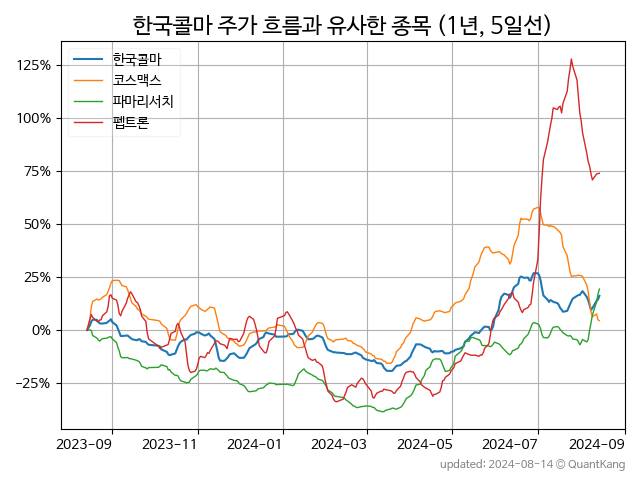 한국콜마 주가 흐름과 유사한 종목 (1년, 5일선)
한국콜마
코스맥스
파마리서치
펩트론
125%
100%
75%
50%
25%
0%
−25%
2023-09 2023-11 2024-01 2024-03 2024-05 2024-07 2024-09
updated: 2024-08-14 © QuantKang